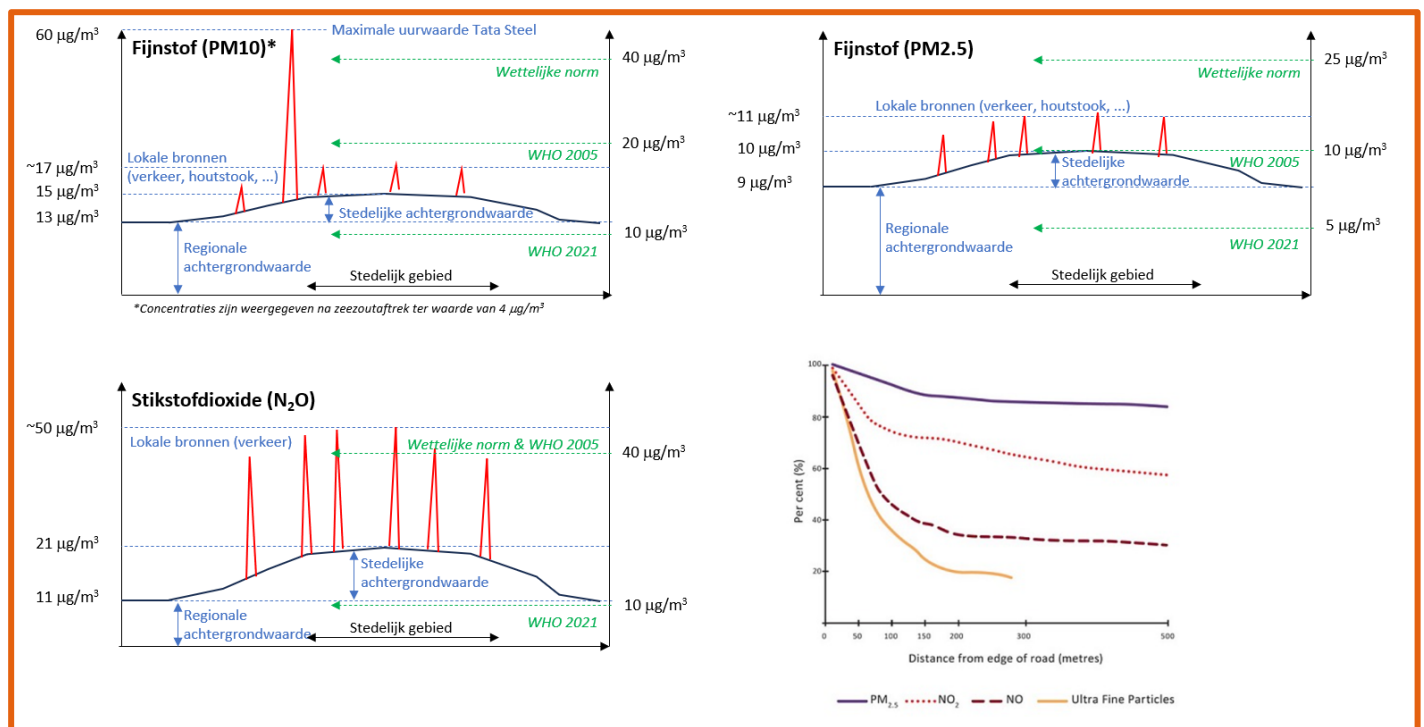 Fijnstof (PM10)*
60 µg/m³
Maximale uurwaarde Tata Steel
40 µg/m³
Wettelijke norm
20 µg/m³
WHO 2005
Lokale bronnen
(verkeer, houtstook, ...)
~17 µg/m³
15 µg/m³
13 µg/m³
Stedelijke achtergrondwaarde
10 µg/m³
WHO 2021
Regionale
achtergrondwaarde
Stedelijk gebied
*Concentraties zijn weergegeven na zeezoutaftrek ter waarde van 4 µg/m³
Fijnstof (PM2.5)
25 µg/m³
Wettelijke norm
Lokale bronnen (verkeer, houtstook, ...)
~11 µg/m³
10 µg/m³
9 µg/m³
10 µg/m³
WHO 2005
Stedelijke
achtergrondwaarde
Regionale
achtergrondwaarde
5 µg/m³
WHO 2021
Stedelijk gebied
Stikstofdioxide (N₂O)
~50 µg/m³
Lokale bronnen (verkeer)
Wettelijke norm & WHO 2005
40 µg/m³
21 µg/m³
11 µg/m³
Stedelijke
achtergrondwaarde
10 µg/m³
WHO 2021
Regionale
achtergrondwaarde
Stedelijk gebied
100
80
60
40
20
Per cent (%)
0 50 100 150 200 300 500
Distance from edge of road (metres)
PM₂.₅ NO₂ NO Ultra Fine Particles